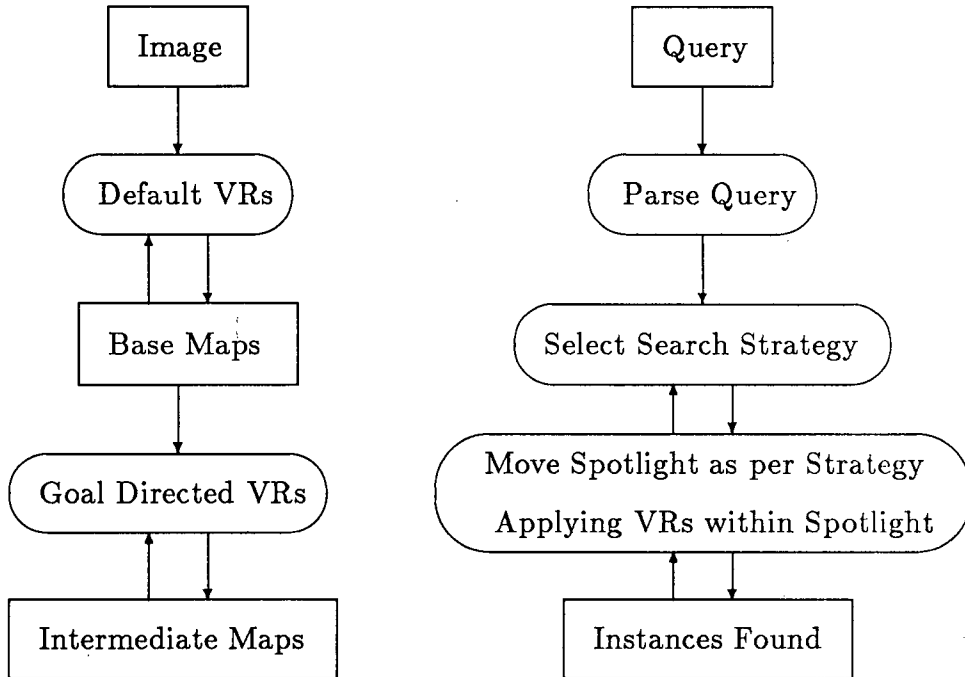 Image
Default VRs
Base Maps
Goal Directed VRs
Intermediate Maps
Query
Parse Query
Select Search Strategy
Move Spotlight as per Strategy
Applying VRs within Spotlight
Instances Found